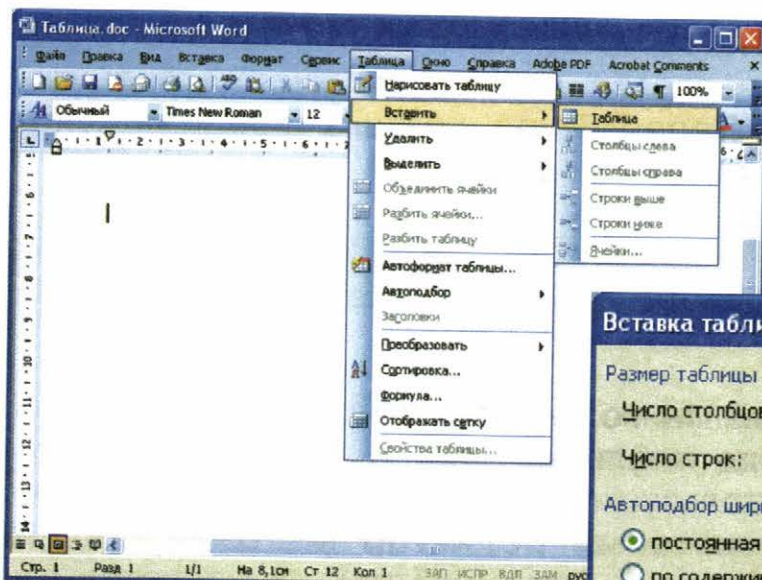 Таблица.doc - Microsoft Word
Файл Правка Вид Вставка Формат Сервис Таблица Окно Справка Adobe PDF Acrobat Comments
100%
Обычный Times New Roman 12
Нарисовать таблицу
Вставить
Удалить
Выделить
Объединить ячейки
Разбить ячейки...
Разбить таблицу
Автоформат таблицы...
Автоподбор
Заголовки
Преобразовать
Сортировка...
Формула...
Отображать сетку
Свойства таблицы...
Таблица
Столбцы слева
Столбцы справа
Строки выше
Строки ниже
Ячейки...
Вставка табли
Размер таблицы
Число столбцов
Число строк:
Автоподбор шир
постоянная
по содержи
Стр. 1 Разд 1 1/1 На 8,1см Ст 12 Кол 1 ЗАП ИСПР ВДЛ ЗАМ рус